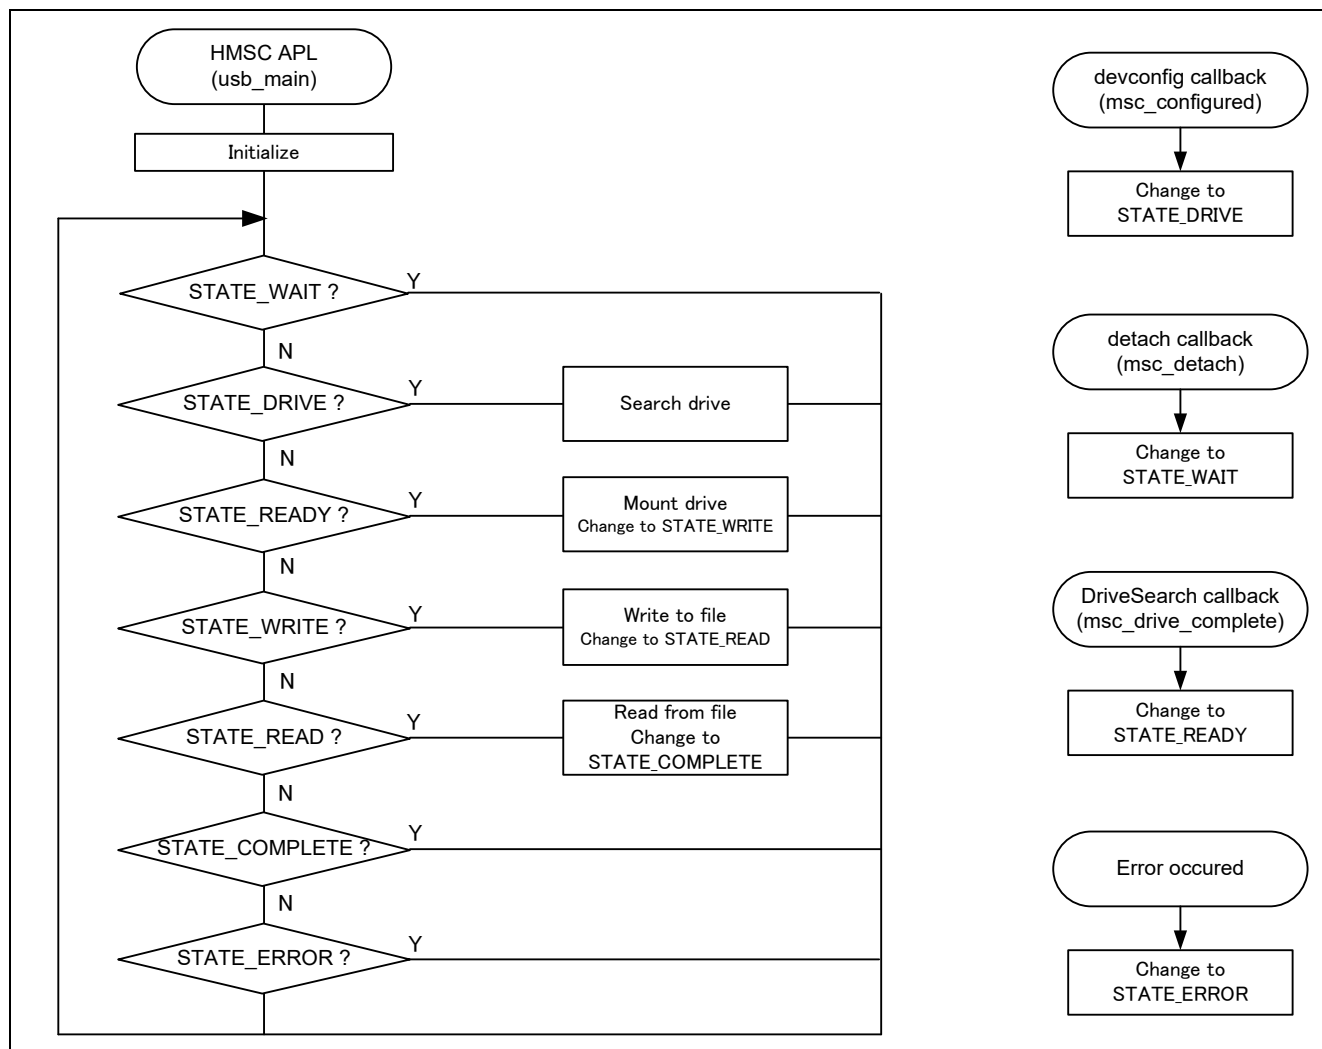 HMSC APL
(usb_main)
Initialize
STATE_WAIT ?
Y
N
STATE_DRIVE ?
Y
Search drive
N
STATE_READY ?
Y
Mount drive
Change to STATE_WRITE
N
STATE_WRITE ?
Y
Write to file
Change to STATE_READ
N
STATE_READ ?
Y
Read from file
Change to
STATE_COMPLETE
N
STATE_COMPLETE ?
Y
N
STATE_ERROR ?
Y
devconfig callback
(msc_configured)
Change to
STATE_DRIVE
detach callback
(msc_detach)
Change to
STATE_WAIT
DriveSearch callback
(msc_drive_complete)
Change to
STATE_READY
Error occured
Change to
STATE_ERROR